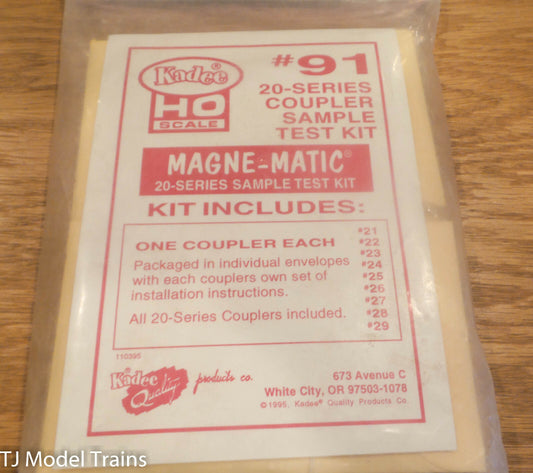 Kadee®
HO
SCALE
#91
20-SERIES
COUPLER
SAMPLE
TEST KIT
MAGNE-MATIC®
20-SERIES SAMPLE TEST KIT
KIT INCLUDES:
ONE COUPLER EACH
Packaged in individual envelopes
with each couplers own set of
installation instructions.
All 20-Series Couplers included.
#21
#22
#23
#24
#25
#26
#27
#28
#29
110395
Kadee
Quality
products co.
673 Avenue C
White City, OR 97503-1078
©1995, Kadee® Quality Products Co.
TJ Model Trains